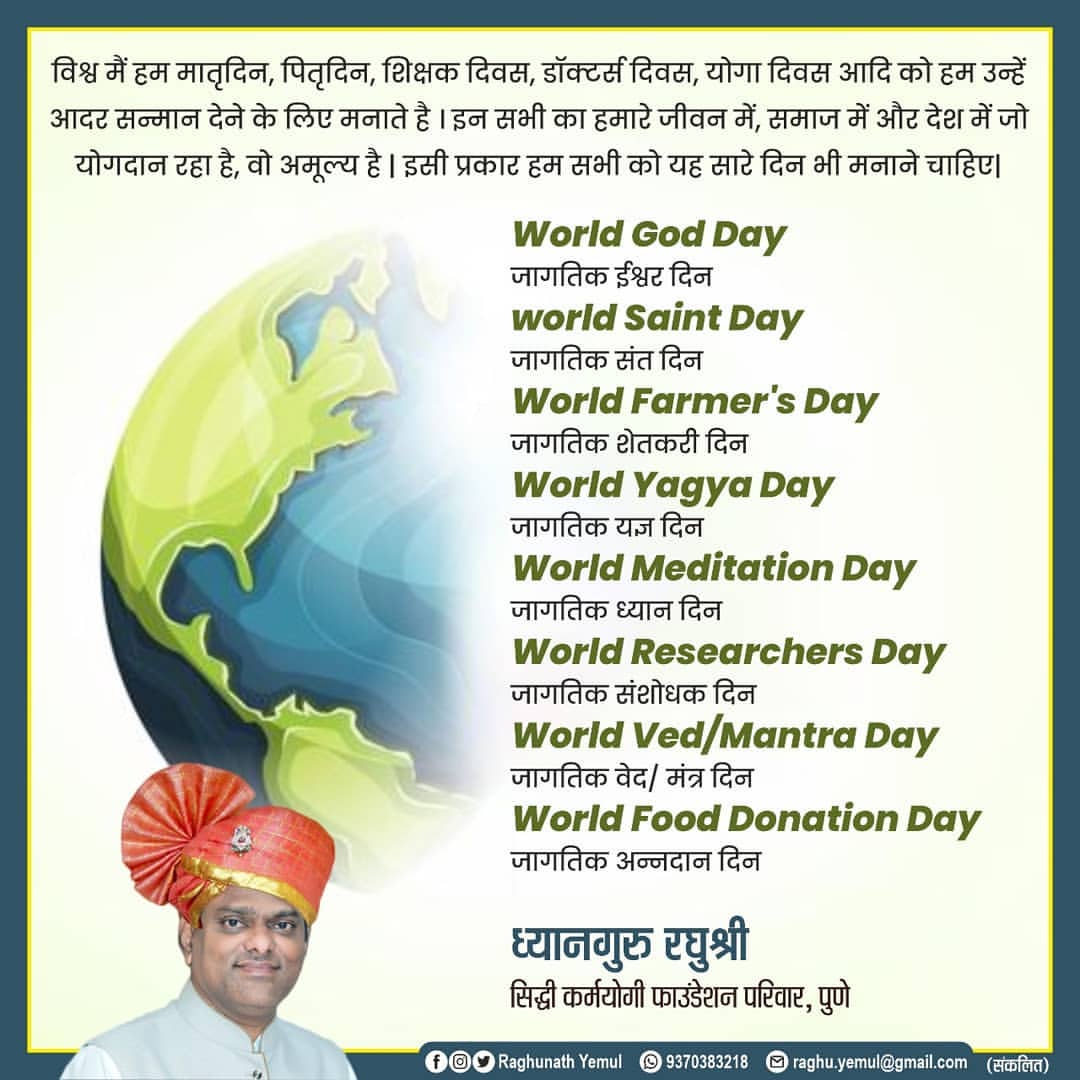 विश्व मैं हम मातृदिन, पितृदिन, शिक्षक दिवस, डॉक्टर्स दिवस, योगा दिवस आदि को हम उन्हें
आदर सन्मान देने के लिए मनाते है । इन सभी का हमारे जीवन में, समाज में और देश में जो
योगदान रहा है, वो अमूल्य है | इसी प्रकार हम सभी को यह सारे दिन भी मनाने चाहिए|
World God Day
जागतिक ईश्वर दिन
world Saint Day
जागतिक संत दिन
World Farmer's Day
जागतिक शेतकरी दिन
World Yagya Day
जागतिक यज्ञ दिन
World Meditation Day
जागतिक ध्यान दिन
World Researchers Day
जागतिक संशोधक दिन
World Ved/Mantra Day
जागतिक वेद/ मंत्र दिन
World Food Donation Day
जागतिक अन्नदान दिन
ध्यानगुरु रघुश्री
सिद्धी कर्मयोगी फाउंडेशन परिवार, पुणे
Raghunath Yemul 9370383218 raghu.yemul@gmail.com (संकलित)